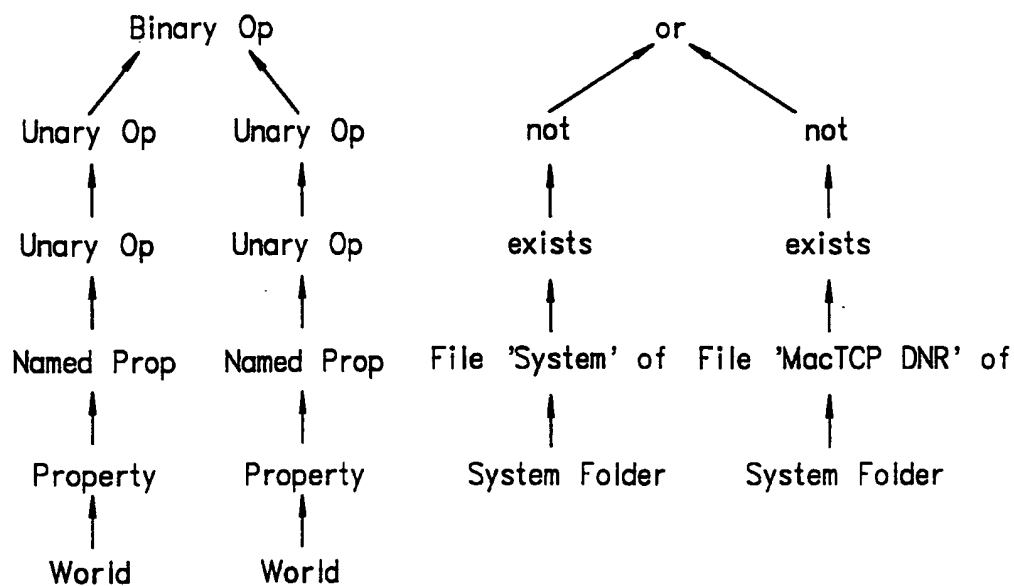 Binary Op or
Unary Op Unary Op not not
Unary Op Unary Op exists exists
Named Prop Named Prop File 'System' of File 'MacTCP DNR' of
Property Property System Folder System Folder
World World